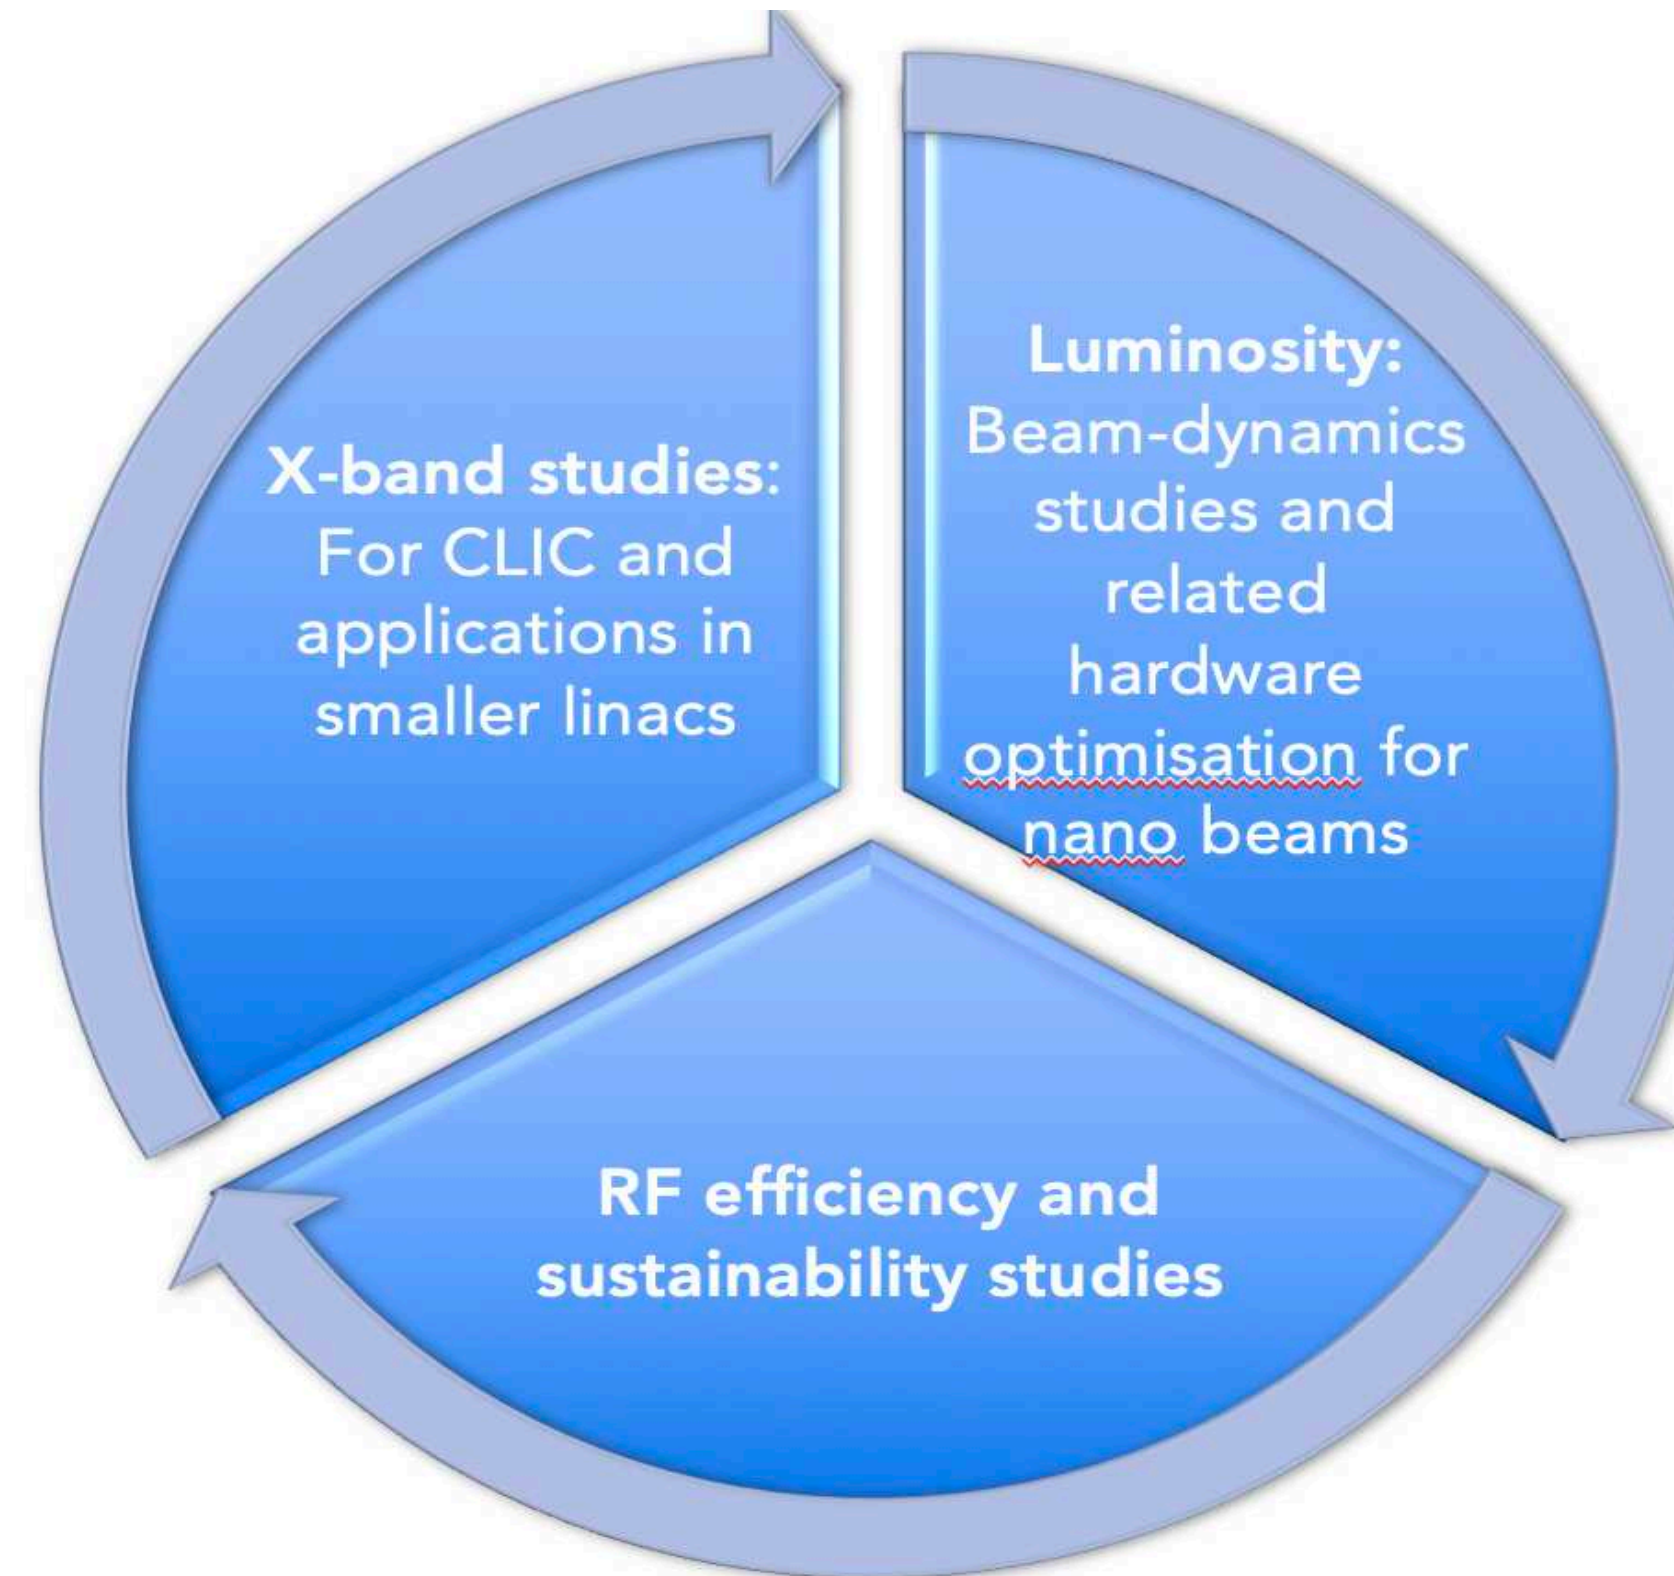 X-band studies:
For CLIC and
applications in
smaller linacs
Luminosity:
Beam-dynamics
studies and
related
hardware
optimisation for
nano beams
RF efficiency and
sustainability studies